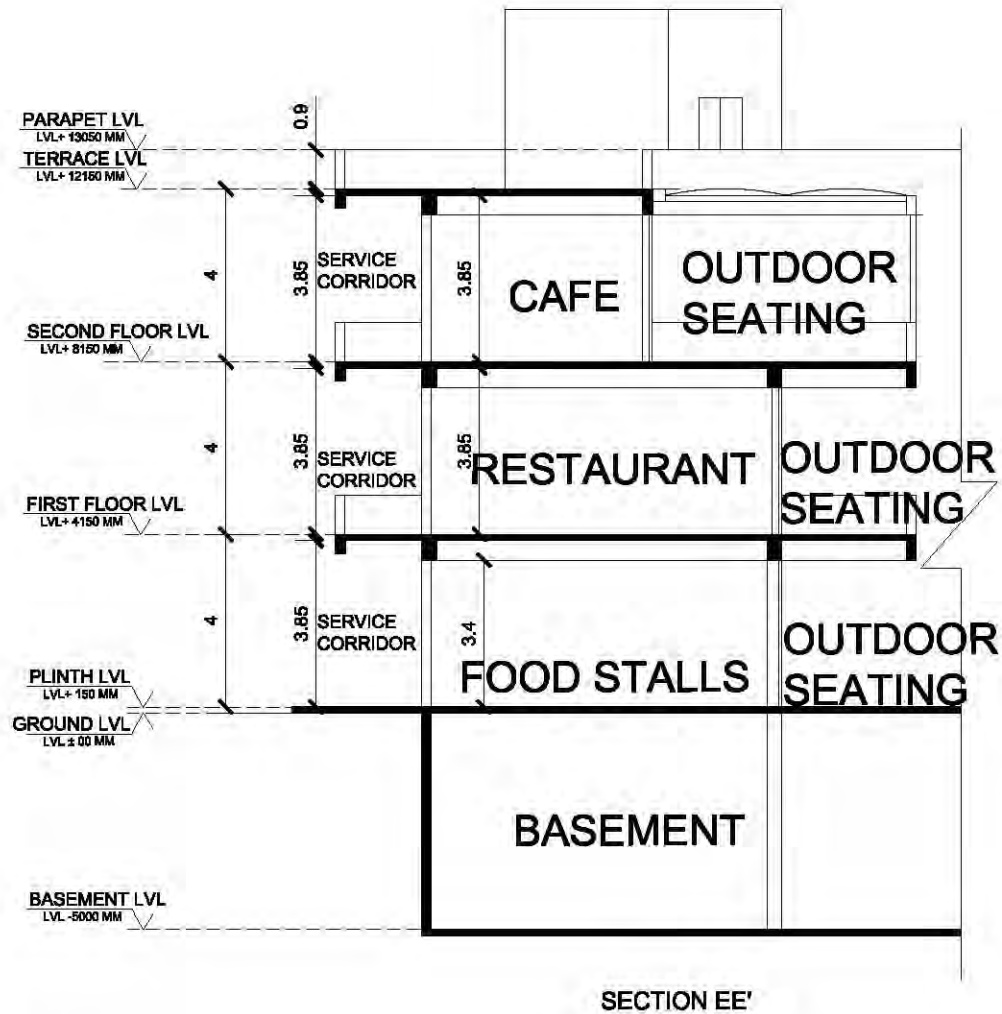 0.9
PARAPET LVL
LVL+ 13050 MM
TERRACE LVL
LVL+ 12150 MM
4
3.85
SERVICE
CORRIDOR
3.85
CAFE
OUTDOOR
SEATING
SECOND FLOOR LVL
LVL+ 8150 MM
4
3.85
SERVICE
CORRIDOR
3.85
RESTAURANT
OUTDOOR
SEATING
FIRST FLOOR LVL
LVL+ 4150 MM
4
3.85
SERVICE
CORRIDOR
3.4
FOOD STALLS
OUTDOOR
SEATING
PLINTH LVL
LVL+ 150 MM
GROUND LVL
LVL ± 00 MM
BASEMENT
BASEMENT LVL
LVL -5000 MM
SECTION EE'